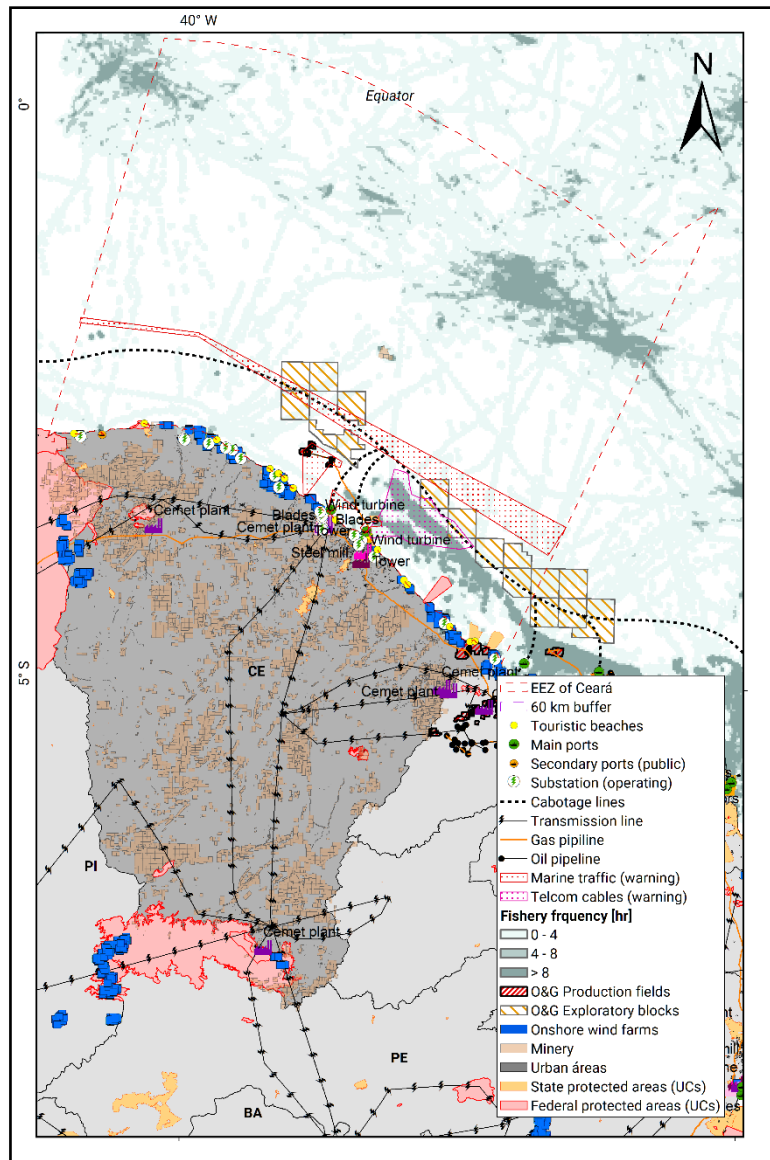 40° W
N
0°
Equator
Cemet plant
Wind turbine
Blades
Cemet plant
Blades
Tower
Wind turbine
Steel mill
Tower
CE
5° S
Cemet plant
Cemet plant
PI
Cemet plant
PE
BA
EEZ of Ceará
60 km buffer
Touristic beaches
Main ports
Secondary ports (public)
Substation (operating)
Cabotage lines
Transmission line
Gas pipiline
Oil pipeline
Marine traffic (warning)
Telcom cables (warning)
Fishery frquency [hr]
0 - 4
4 - 8
> 8
O&G Production fields
O&G Exploratory blocks
Onshore wind farms
Minery
Urban áreas
State protected areas (UCs)
Federal protected areas (UCs)